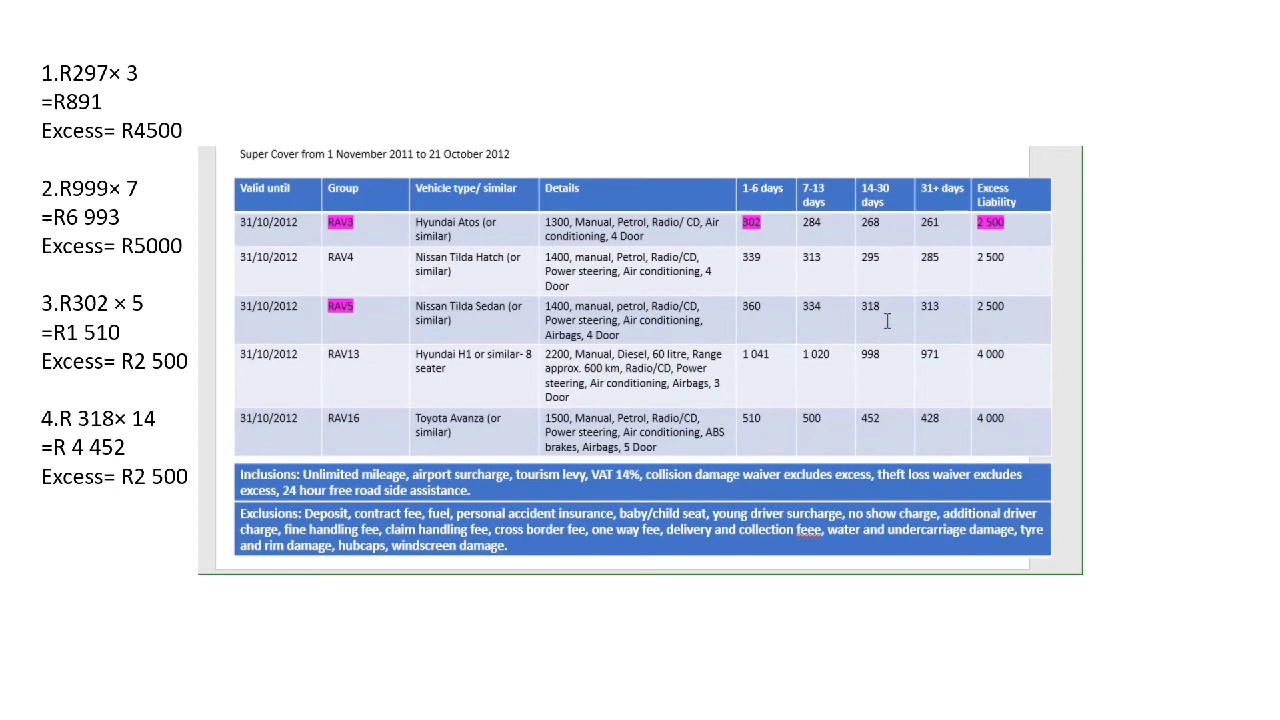 1.R297× 3
=R891
Excess= R4500
2.R999× 7
=R6 993
Excess= R5000
3.R302 × 5
=R1 510
Excess= R2 500
4.R 318× 14
=R 4 452
Excess= R2 500
Super Cover from 1 November 2011 to 21 October 2012
Valid until Group Vehicle type/ similar Details 1-6 days 7-13 days 14-30 days 31+ days Excess Liability
31/10/2012 RAV3 Hyundai Atos (or similar) 1300, Manual, Petrol, Radio/ CD, Air conditioning, 4 Door 302 284 268 261 2 500
31/10/2012 RAV4 Nissan Tilda Hatch (or similar) 1400, manual, Petrol, Radio/CD, Power steering, Air conditioning, 4 Door 339 313 295 285 2 500
31/10/2012 RAV5 Nissan Tilda Sedan (or similar) 1400, manual, petrol, Radio/CD, Power steering, Air conditioning, Airbags, 4 Door 360 334 318 313 2 500
31/10/2012 RAV13 Hyundai H1 or similar- 8 seater 2200, Manual, Diesel, 60 litre, Range approx. 600 km, Radio/CD, Power steering, Air conditioning, Airbags, 3 Door 1 041 1 020 998 971 4 000
31/10/2012 RAV16 Toyota Avanza (or similar) 1500, Manual, Petrol, Radio/CD, Power steering, Air conditioning, ABS brakes, Airbags, 5 Door 510 500 452 428 4 000
Inclusions: Unlimited mileage, airport surcharge, tourism levy, VAT 14%, collision damage waiver excludes excess, theft loss waiver excludes
excess, 24 hour free road side assistance.
Exclusions: Deposit, contract fee, fuel, personal accident insurance, baby/child seat, young driver surcharge, no show charge, additional driver
charge, fine handling fee, claim handling fee, cross border fee, one way fee, delivery and collection feee, water and undercarriage damage, tyre
and rim damage, hubcaps, windscreen damage.